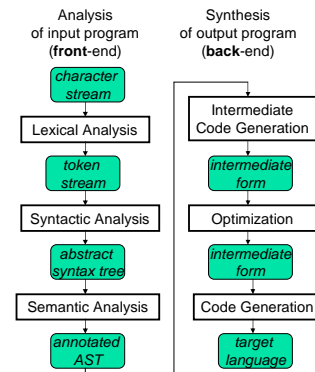 Analysis
of input program
(front-end)
character
stream
Lexical Analysis
token
stream
Syntactic Analysis
abstract
syntax tree
Semantic Analysis
annotated
AST
Synthesis
of output program
(back-end)
Intermediate
Code Generation
intermediate
form
Optimization
intermediate
form
Code Generation
target
language